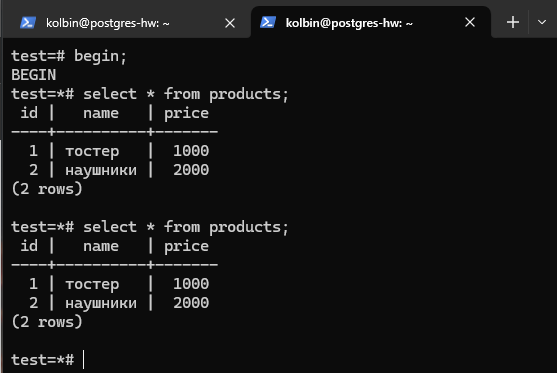 kolbin@postgres-hw: ~
kolbin@postgres-hw: ~
test=# begin;
BEGIN
test=*# select * from products;
 id |   name   | price
----+----------+-------
  1 | тостер   |  1000
  2 | наушники |  2000
(2 rows)

test=*# select * from products;
 id |   name   | price
----+----------+-------
  1 | тостер   |  1000
  2 | наушники |  2000
(2 rows)

test=*#